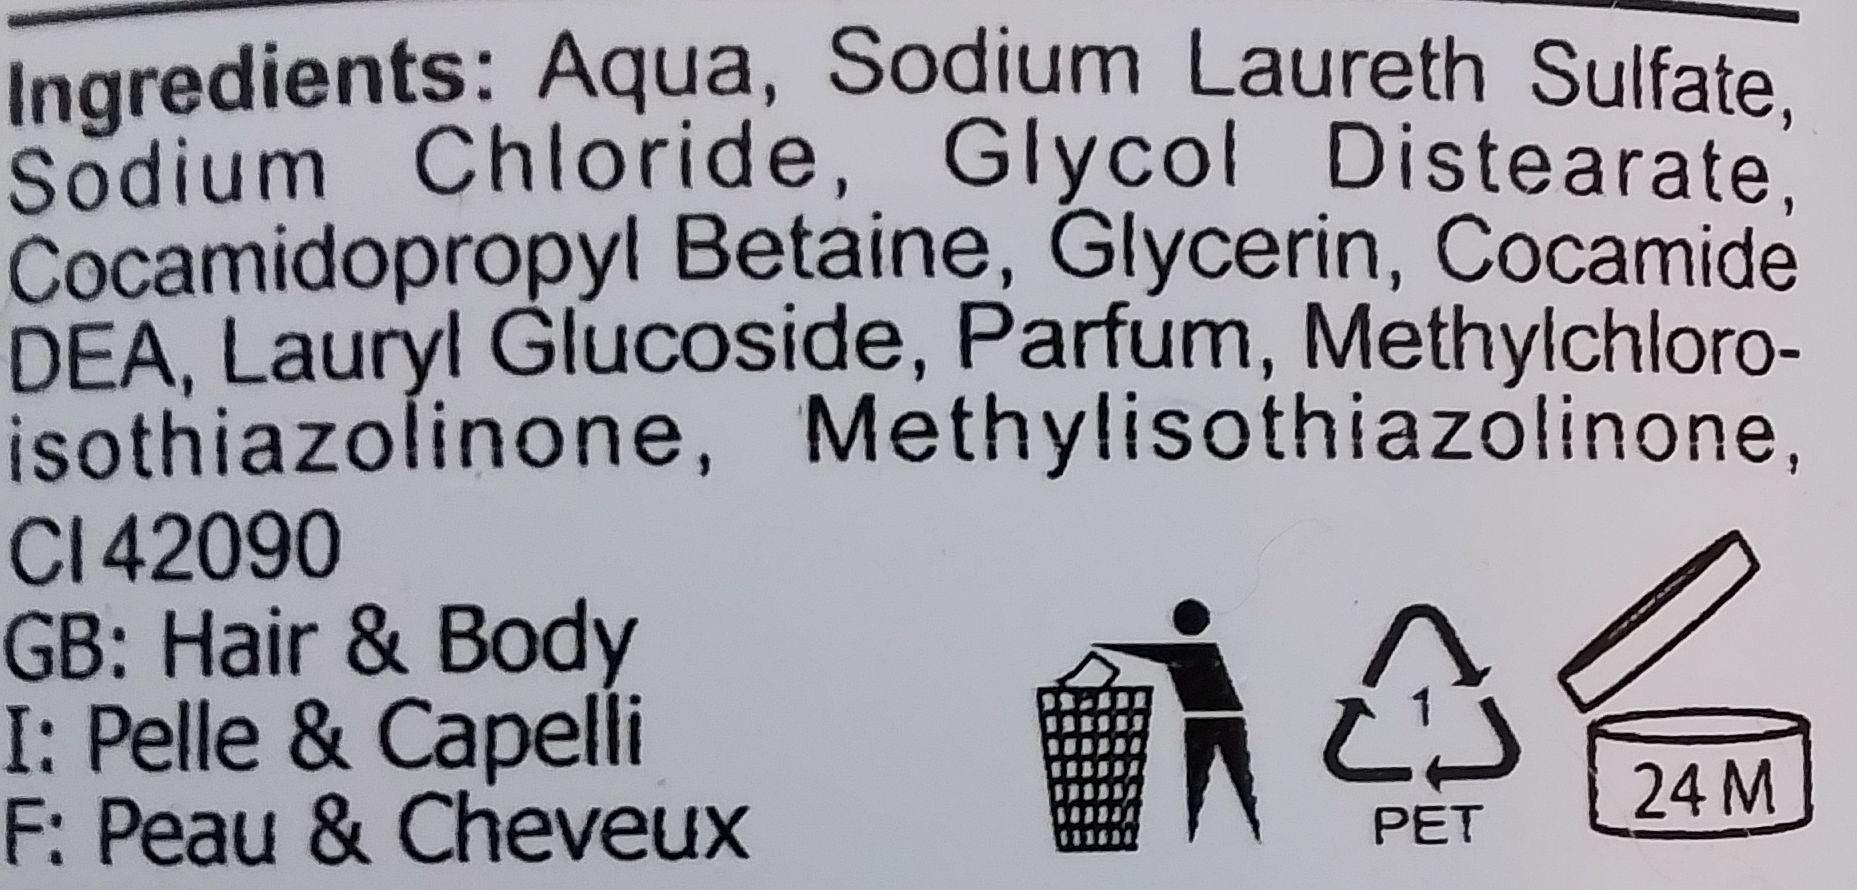 Ingredients: Aqua, Sodium Laureth Sulfate,
Sodium Chloride, Glycol Distearate,
Cocamidopropyl Betaine, Glycerin, Cocamide
DEA, Lauryl Glucoside, Parfum, Methylchloro-
isothiazolinone, Methylisothiazolinone,
CI 42090
GB: Hair & Body
I: Pelle & Capelli
F: Peau & Cheveux
1
PET
24 M